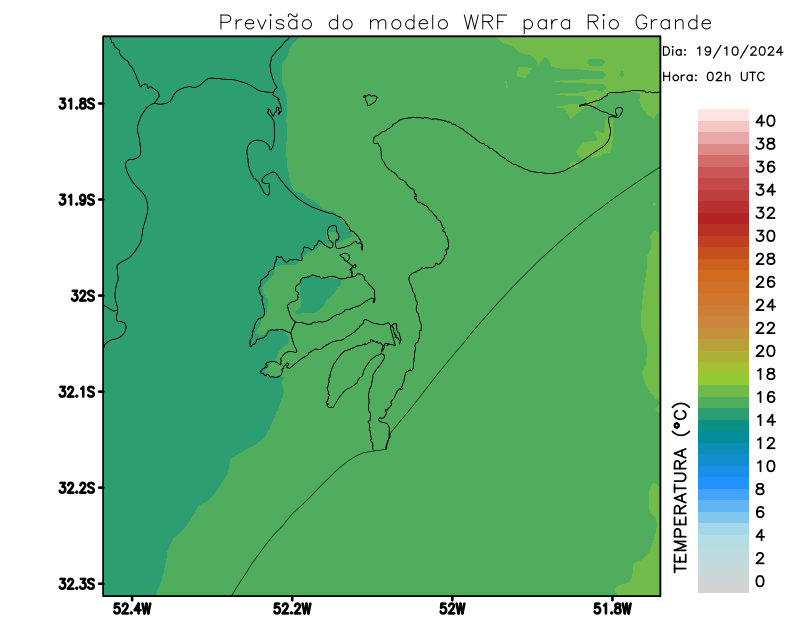 Previsão do modelo WRF para Rio Grande
Dia: 19/10/2024
Hora: 02h UTC
31.8S
31.9S
32S
32.1S
32.2S
32.3S
52.4W
52.2W
52W
51.8W
TEMPERATURA (°C)
40
38
36
34
32
30
28
26
24
22
20
18
16
14
12
10
8
6
4
2
0